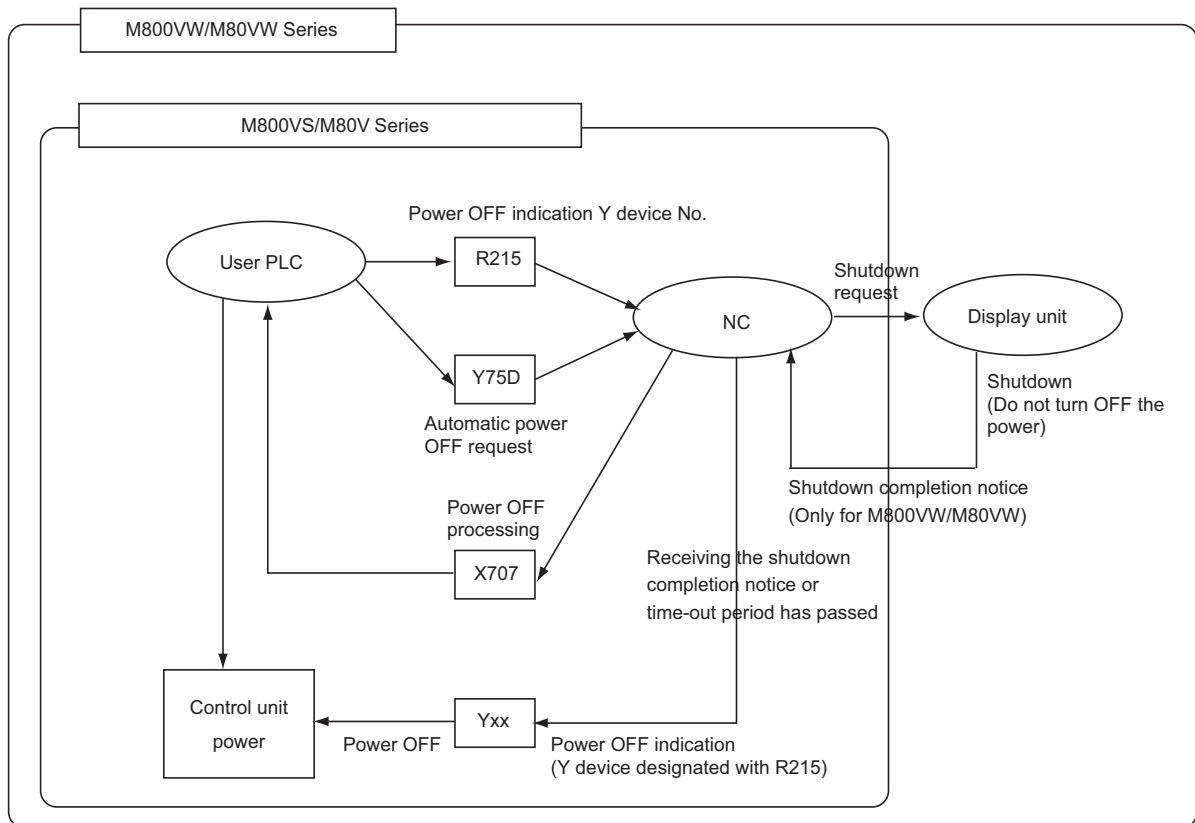 M800VW/M80VW Series
M800VS/M80V Series
Power OFF indication Y device No.
User PLC
R215
Shutdown
request
NC
Display unit
Y75D
Automatic power
OFF request
Shutdown
(Do not turn OFF the
power)
Shutdown completion notice
(Only for M800VW/M80VW)
Power OFF
processing
X707
Receiving the shutdown
completion notice or
time-out period has passed
Control unit
power
Power OFF
Yxx
Power OFF indication
(Y device designated with R215)